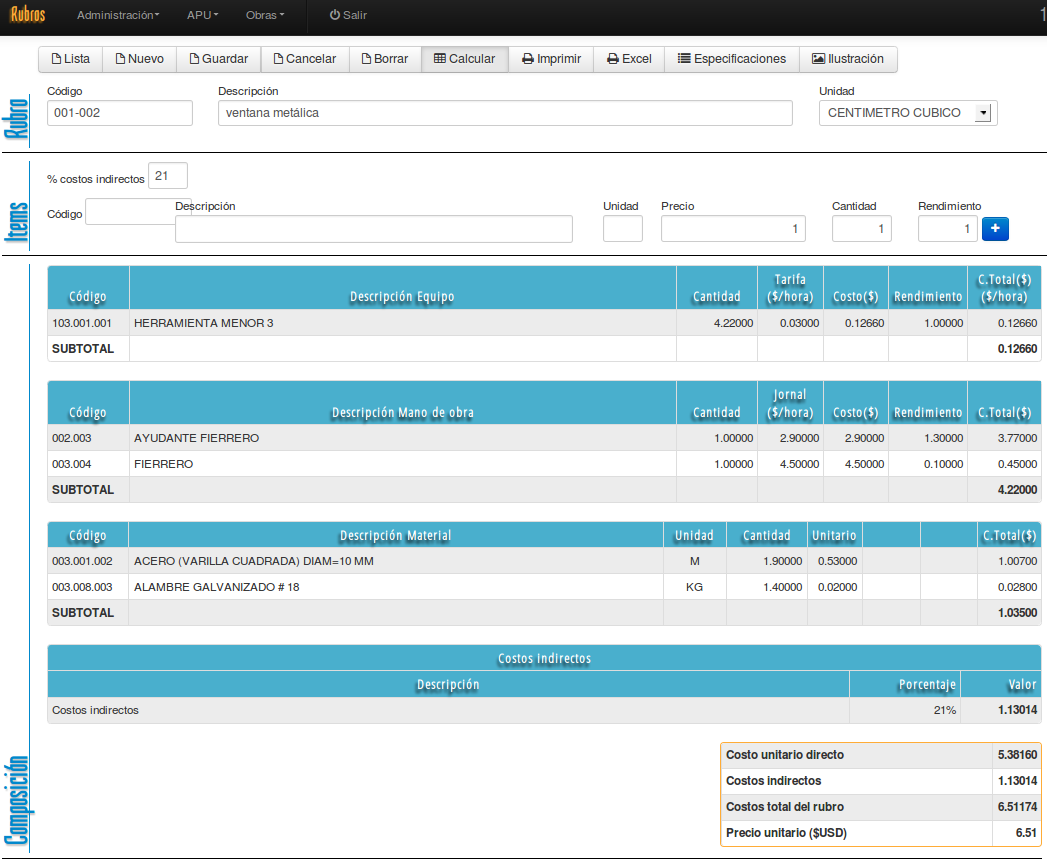 Rubros Administración APU Obras Salir 1
Lista Nuevo Guardar Cancelar Borrar Calcular Imprimir Excel Especificaciones Ilustración
Rubro
Código Descripción Unidad
001-002 ventana metálica CENTIMETRO CUBICO
Items
% costos indirectos 21
Código Descripción Unidad Precio Cantidad Rendimiento
1 1 1 +
Composición
Código Descripción Equipo Cantidad Tarifa ($/hora) Costo($) Rendimiento C.Total($) ($/hora)
103.001.001 HERRAMIENTA MENOR 3 4.22000 0.03000 0.12660 1.00000 0.12660
SUBTOTAL 0.12660
Código Descripción Mano de obra Cantidad Jornal ($/hora) Costo($) Rendimiento C.Total($)
002.003 AYUDANTE FIERRERO 1.00000 2.90000 2.90000 1.30000 3.77000
003.004 FIERRERO 1.00000 4.50000 4.50000 0.10000 0.45000
SUBTOTAL 4.22000
Código Descripción Material Unidad Cantidad Unitario C.Total($)
003.001.002 ACERO (VARILLA CUADRADA) DIAM=10 MM M 1.90000 0.53000 1.00700
003.008.003 ALAMBRE GALVANIZADO # 18 KG 1.40000 0.02000 0.02800
SUBTOTAL 1.03500
Costos indirectos
Descripción Porcentaje Valor
Costos indirectos 21% 1.13014
Costo unitario directo 5.38160
Costos indirectos 1.13014
Costos total del rubro 6.51174
Precio unitario ($USD) 6.51